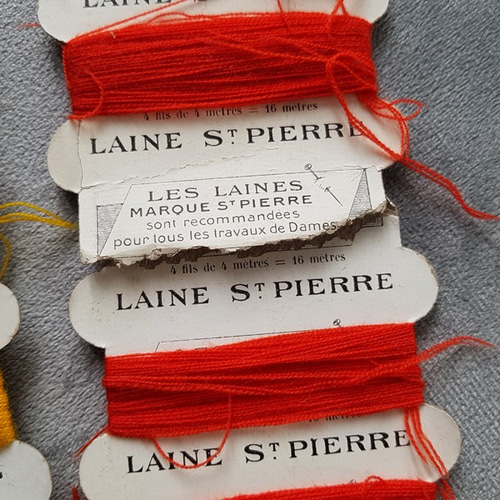 LAINE ST PIERRE
4 fils de 4 mètres = 16 mètres
LAINE ST PIERRE
LES LAINES
MARQUE ST PIERRE
sont recommandées
pour tous les travaux de Dames
4 fils de 4 mètres = 16 mètres
LAINE ST PIERRE
16 mètres
LAINE ST PIERRE